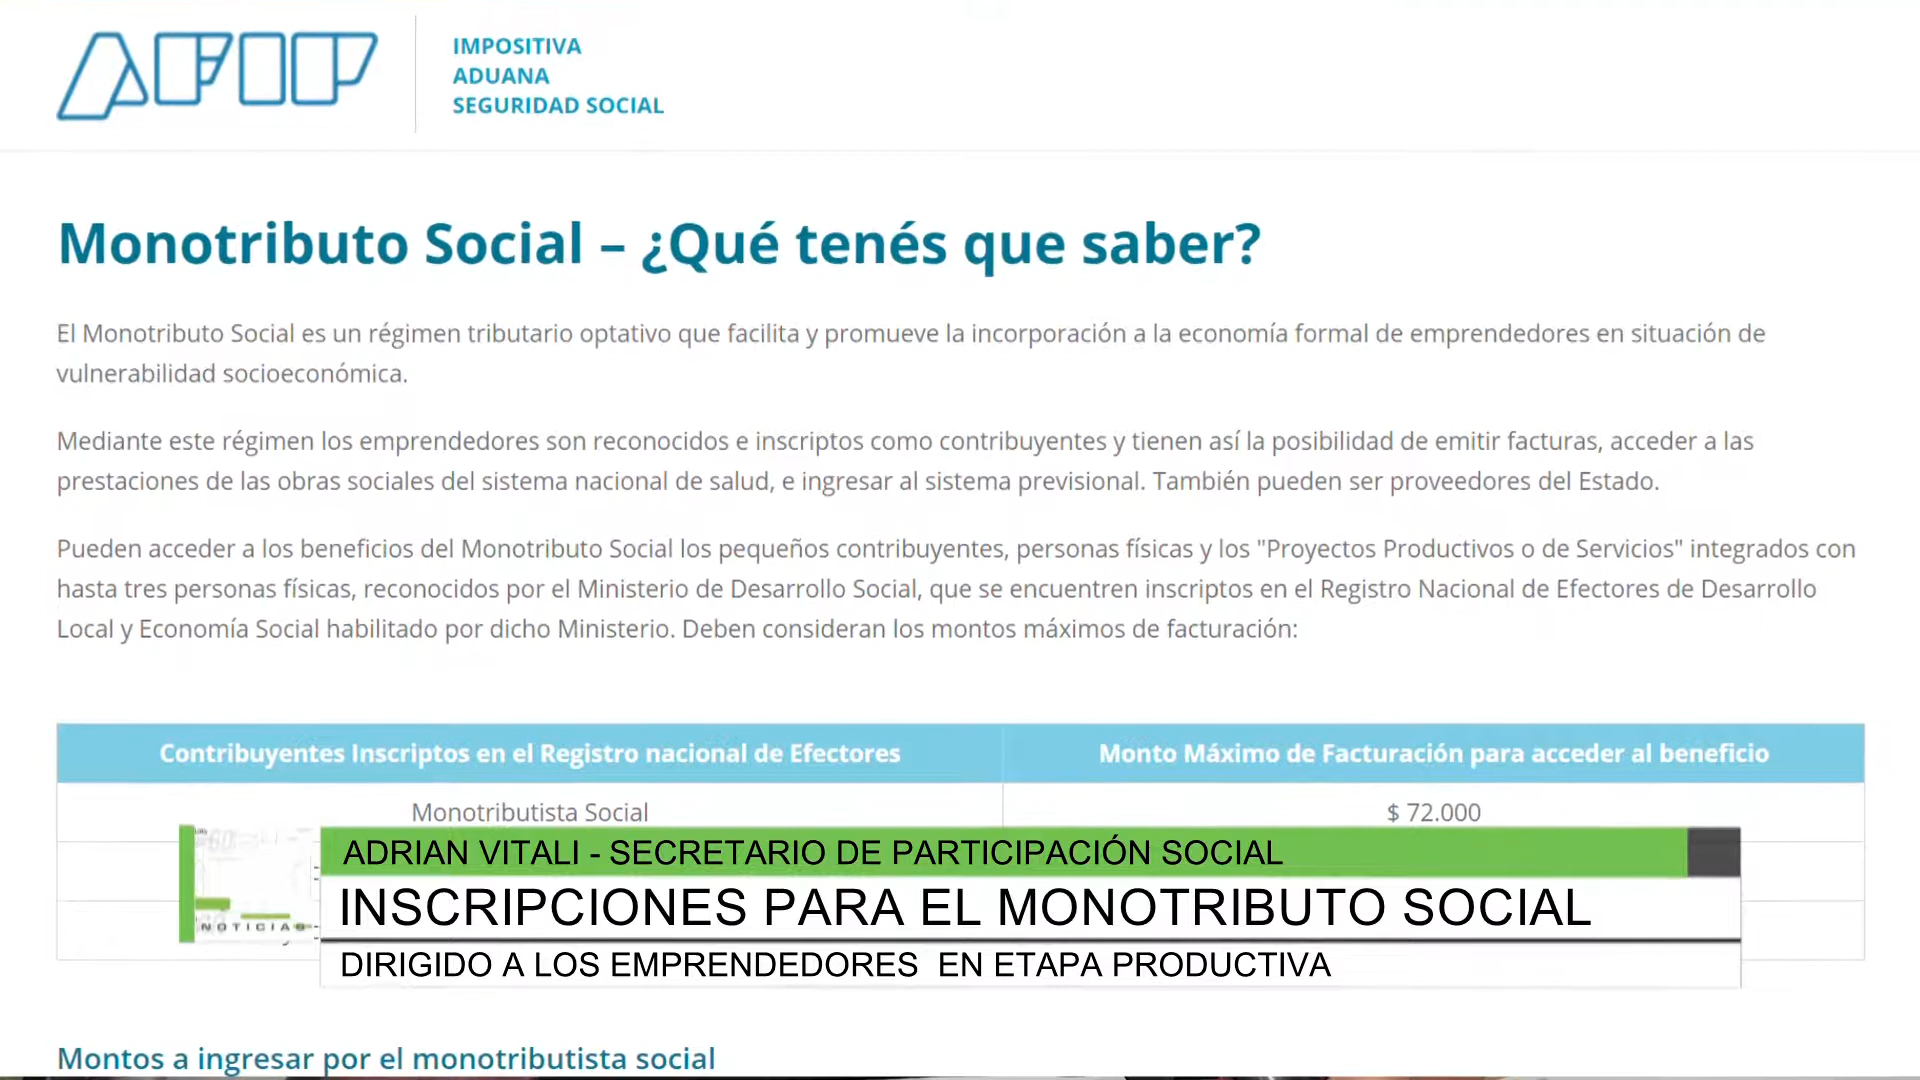 AFIP
IMPOSITIVA
ADUANA
SEGURIDAD SOCIAL
Monotributo Social – ¿Qué tenés que saber?
El Monotributo Social es un régimen tributario optativo que facilita y promueve la incorporación a la economía formal de emprendedores en situación de
vulnerabilidad socioeconómica.
Mediante este régimen los emprendedores son reconocidos e inscriptos como contribuyentes y tienen así la posibilidad de emitir facturas, acceder a las
prestaciones de las obras sociales del sistema nacional de salud, e ingresar al sistema previsional. También pueden ser proveedores del Estado.
Pueden acceder a los beneficios del Monotributo Social los pequeños contribuyentes, personas físicas y los "Proyectos Productivos o de Servicios" integrados con
hasta tres personas físicas, reconocidos por el Ministerio de Desarrollo Social, que se encuentren inscriptos en el Registro Nacional de Efectores de Desarrollo
Local y Economía Social habilitado por dicho Ministerio. Deben consideran los montos máximos de facturación:
Contribuyentes Inscriptos en el Registro nacional de Efectores Monto Máximo de Facturación para acceder al beneficio
Monotributista Social $ 72.000
ADRIAN VITALI - SECRETARIO DE PARTICIPACIÓN SOCIAL
INSCRIPCIONES PARA EL MONOTRIBUTO SOCIAL
NOTICIAS
DIRIGIDO A LOS EMPRENDEDORES EN ETAPA PRODUCTIVA
Montos a ingresar por el monotributista social